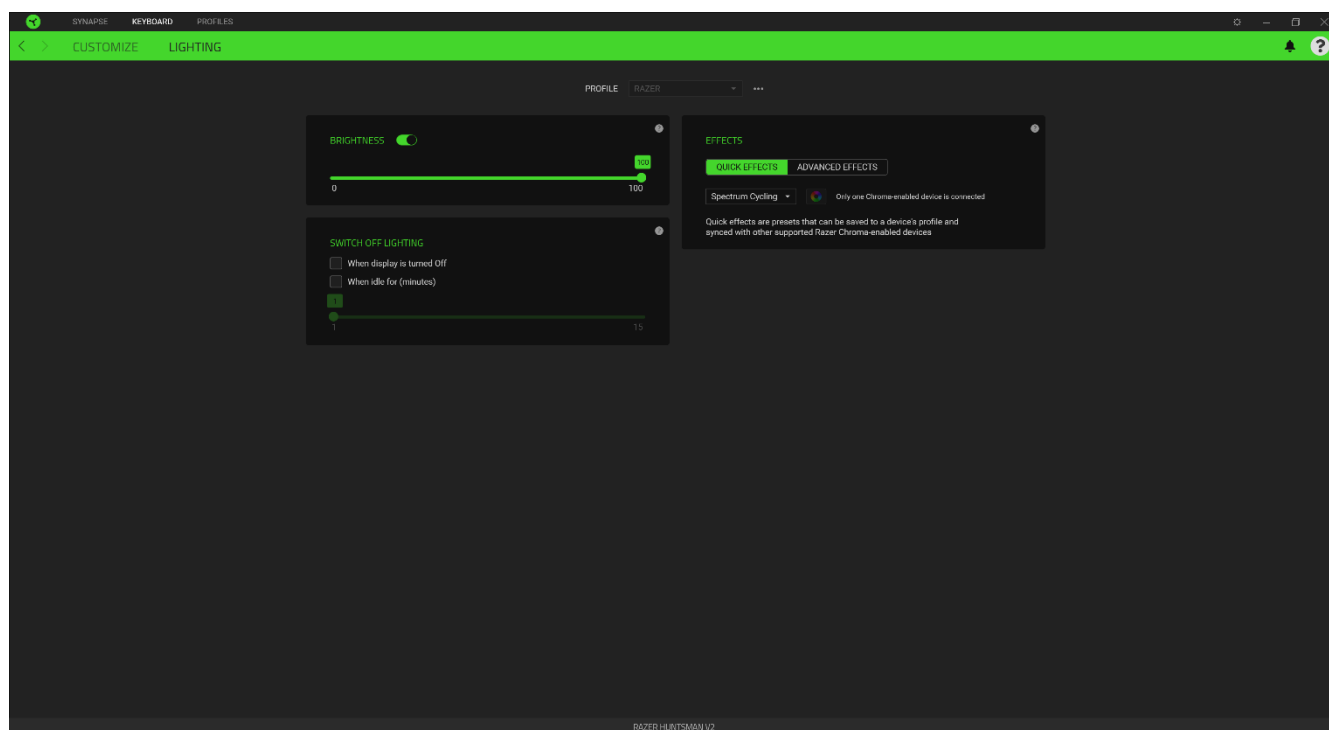 SYNAPSE KEYBOARD PROFILES
CUSTOMIZE LIGHTING
?
PROFILE RAZER •••
BRIGHTNESS ?
100
0 100
SWITCH OFF LIGHTING ?
When display is turned Off
When idle for (minutes)
1
1 15
EFFECTS ?
QUICK EFFECTS ADVANCED EFFECTS
Spectrum Cycling Only one Chroma-enabled device is connected
Quick effects are presets that can be saved to a device's profile and
synced with other supported Razer Chroma-enabled devices
RAZER HUNTSMAN V2